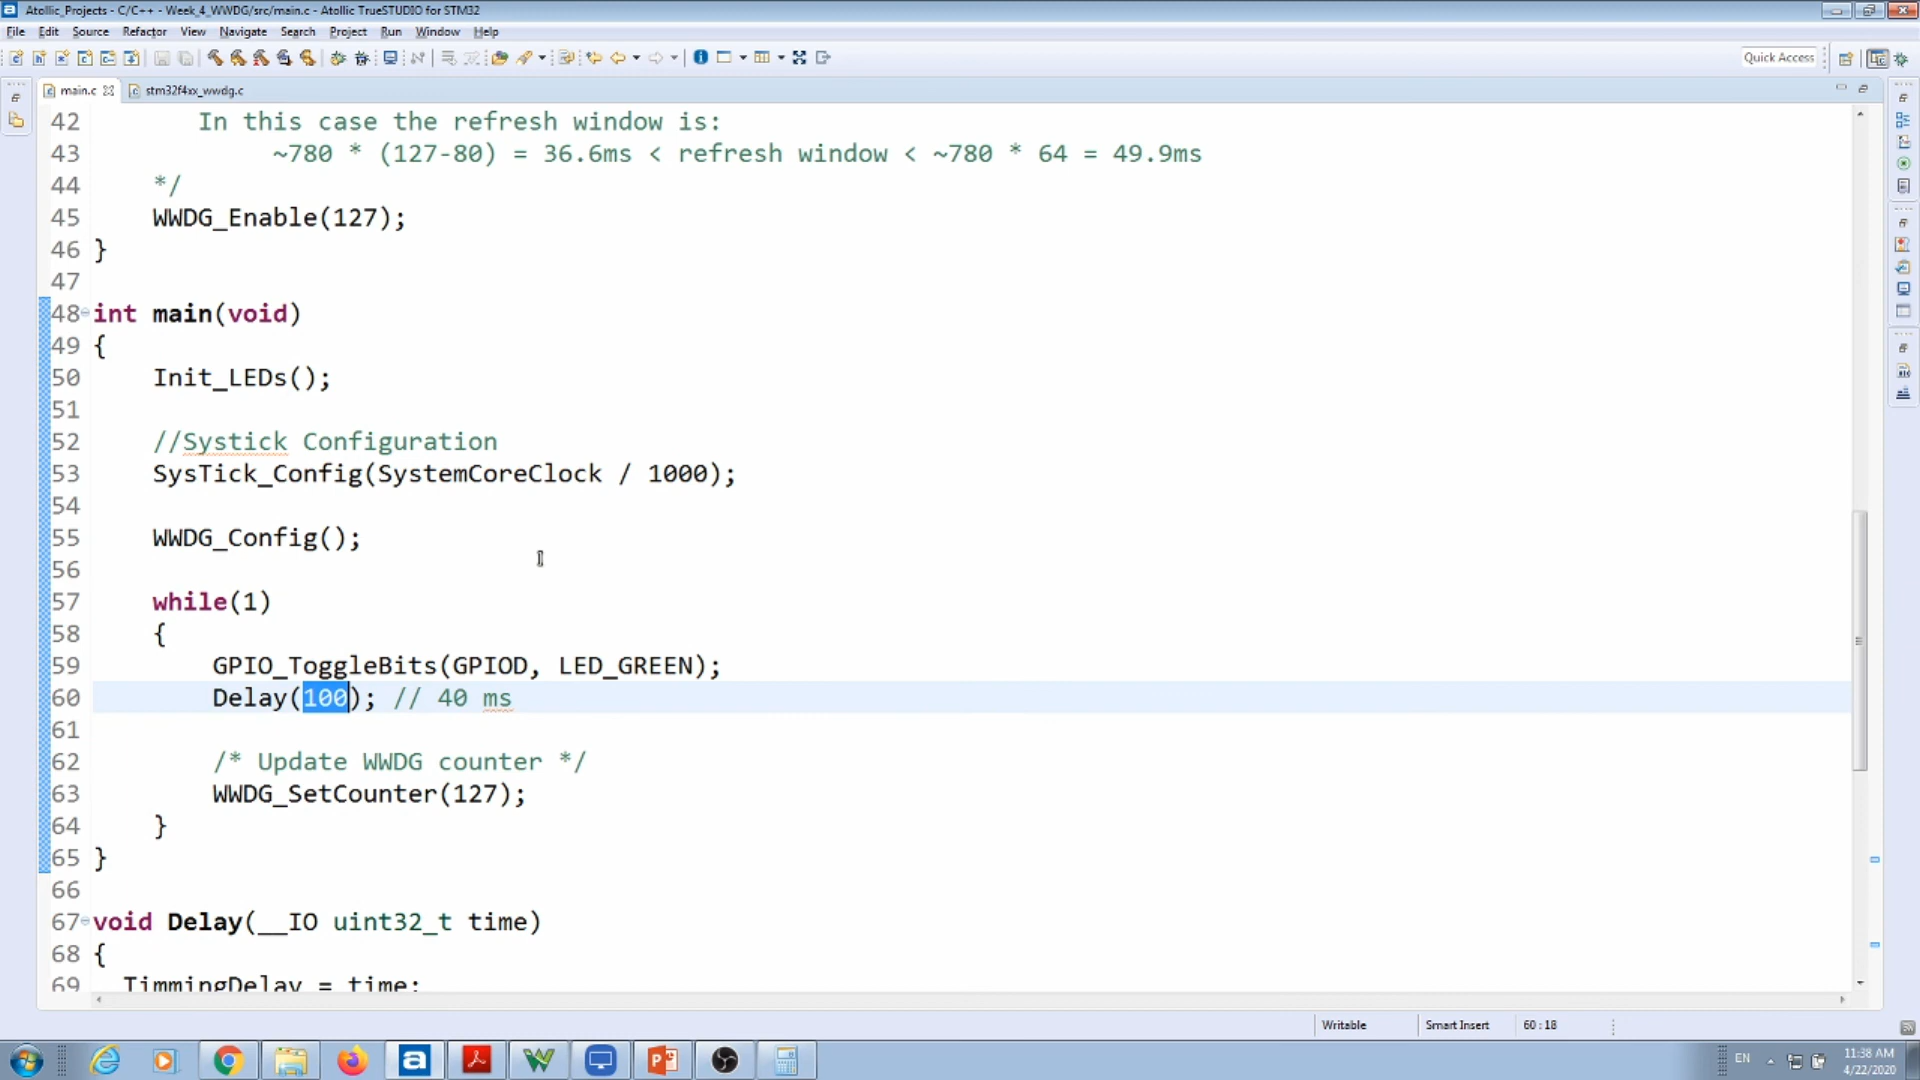 Atollic_Projects - C/C++ - Week_4_WWDG/src/main.c - Atollic TrueSTUDIO for STM32
File Edit Source Refactor View Navigate Search Project Run Window Help
Quick Access
main.c stm32f4xx_wwdg.c
42 In this case the refresh window is:
43 ~780 * (127-80) = 36.6ms < refresh window < ~780 * 64 = 49.9ms
44 */
45 WWDG_Enable(127);
46 }
47
48 int main(void)
49 {
50 Init_LEDs();
51
52 //Systick Configuration
53 SysTick_Config(SystemCoreClock / 1000);
54
55 WWDG_Config();
56
57 while(1)
58 {
59 GPIO_ToggleBits(GPIOD, LED_GREEN);
60 Delay(100); // 40 ms
61
62 /* Update WWDG counter */
63 WWDG_SetCounter(127);
64 }
65 }
66
67 void Delay(__IO uint32_t time)
68 {
69 TimmingDelay = time;
Writable Smart Insert 60 : 18
EN 11:38 AM
4/22/2020